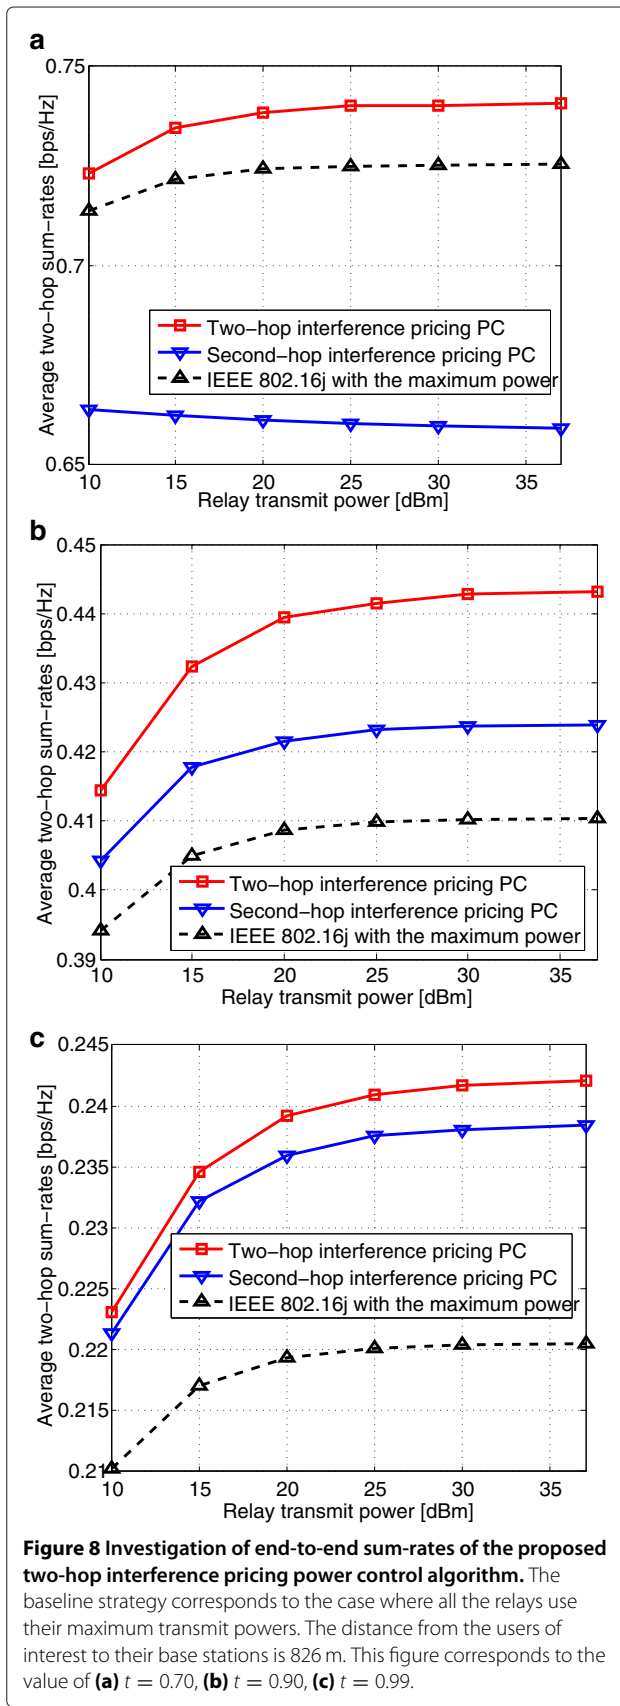 a
0.75
0.7
0.65
Average two−hop sum−rates [bps/Hz]
Two−hop interference pricing PC
Second−hop interference pricing PC
IEEE 802.16j with the maximum power
10 15 20 25 30 35
Relay transmit power [dBm]
b
0.45
0.44
0.43
0.42
0.41
0.4
0.39
Average two−hop sum−rates [bps/Hz]
Two−hop interference pricing PC
Second−hop interference pricing PC
IEEE 802.16j with the maximum power
10 15 20 25 30 35
Relay transmit power [dBm]
c
0.245
0.24
0.235
0.23
0.225
0.22
0.215
0.21
Average two−hop sum−rates [bps/Hz]
Two−hop interference pricing PC
Second−hop interference pricing PC
IEEE 802.16j with the maximum power
10 15 20 25 30 35
Relay transmit power [dBm]
Figure 8 Investigation of end-to-end sum-rates of the proposed
two-hop interference pricing power control algorithm. The
baseline strategy corresponds to the case where all the relays use
their maximum transmit powers. The distance from the users of
interest to their base stations is 826 m. This figure corresponds to the
value of (a) t = 0.70, (b) t = 0.90, (c) t = 0.99.